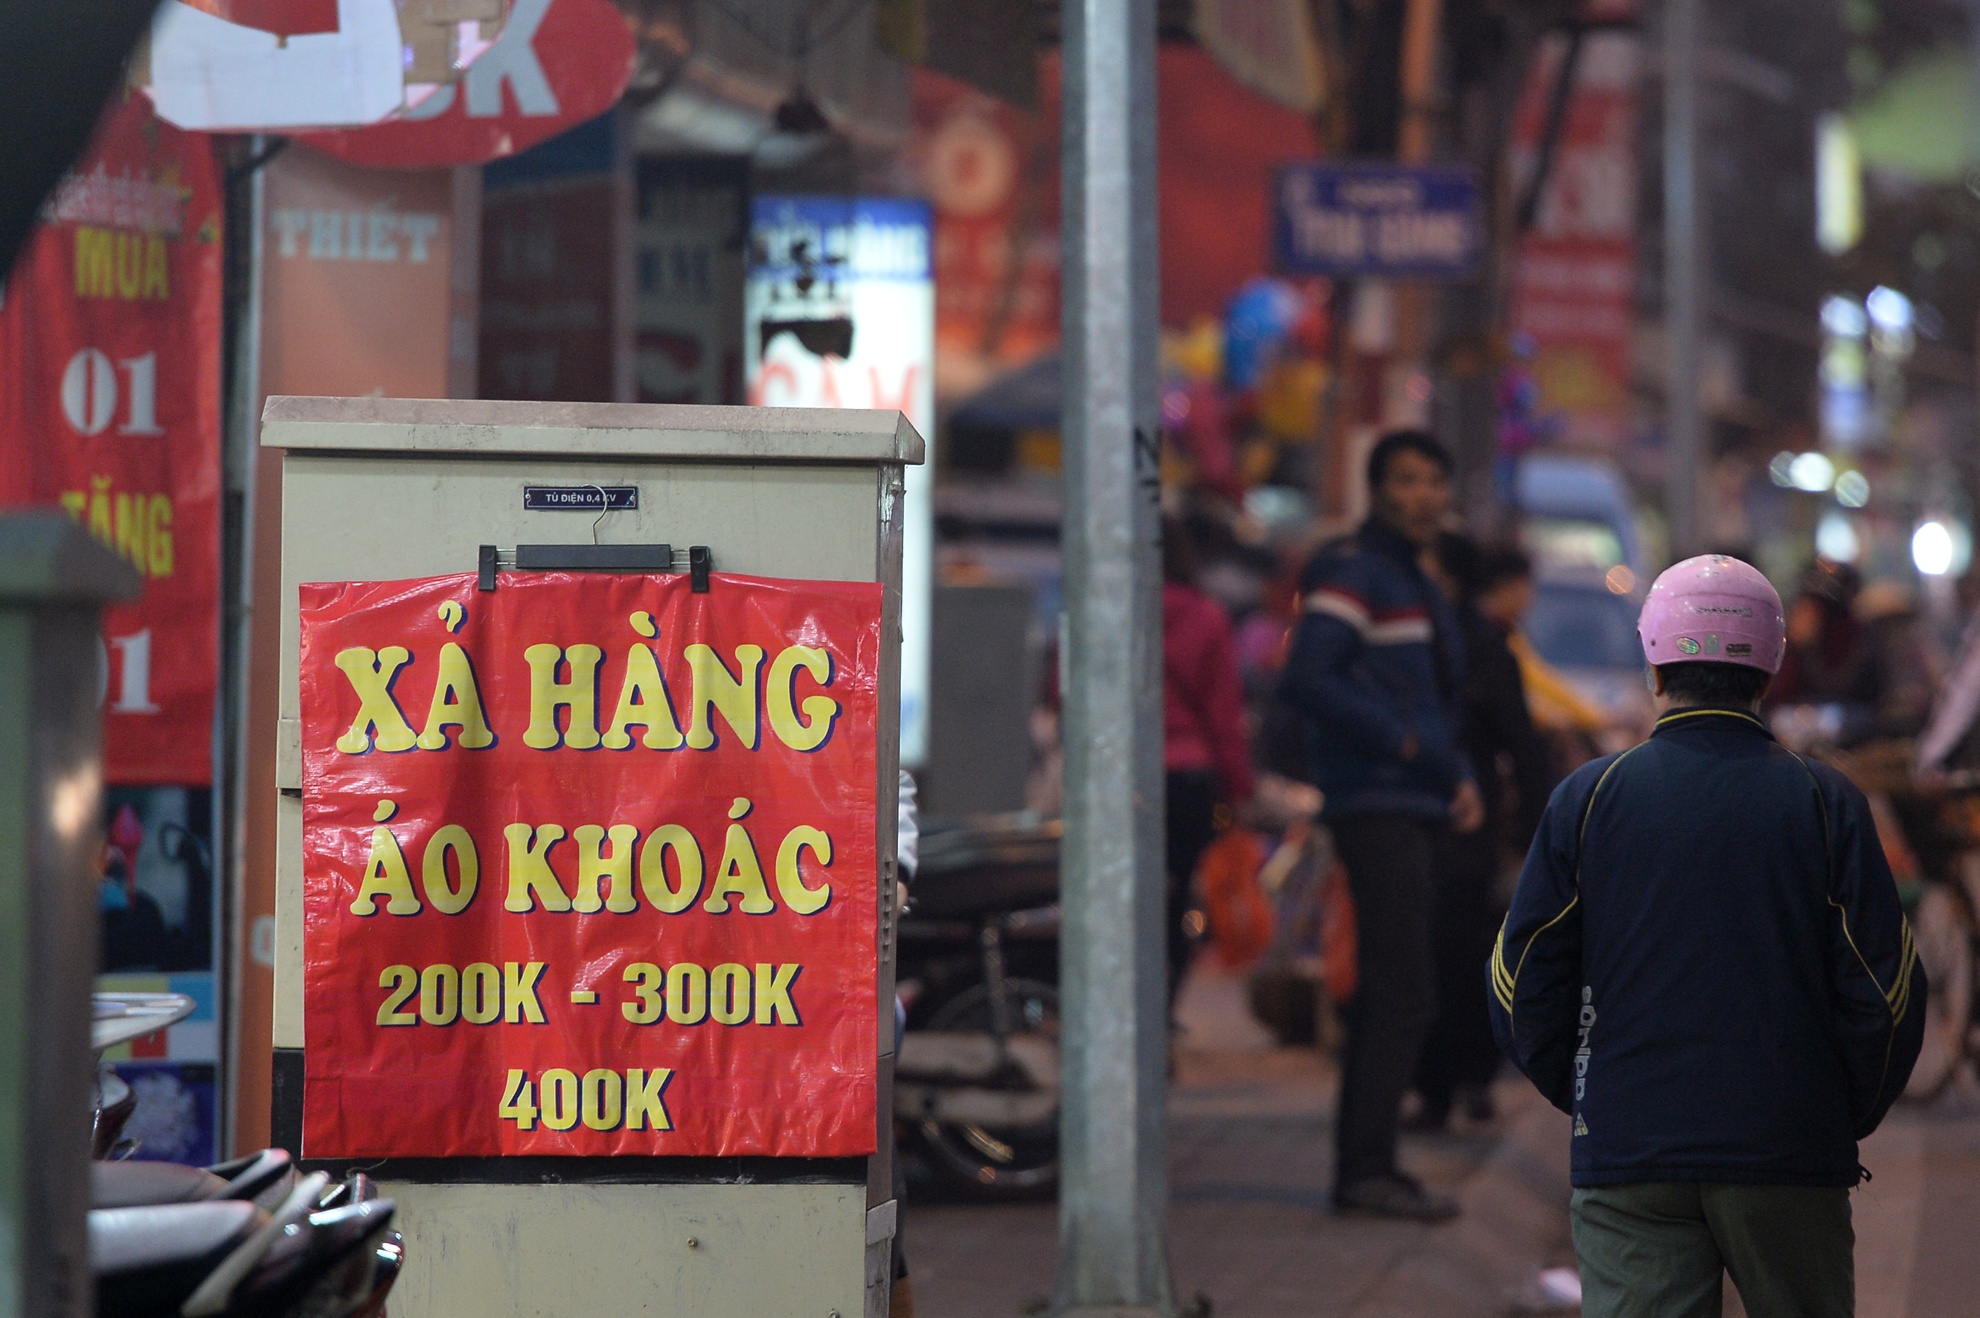 MUA
01
TẶNG
01
THIẾT
TỦ ĐIỆN 0,4 KV
XẢ HÀNG
ÁO KHOÁC
200K - 300K
400K